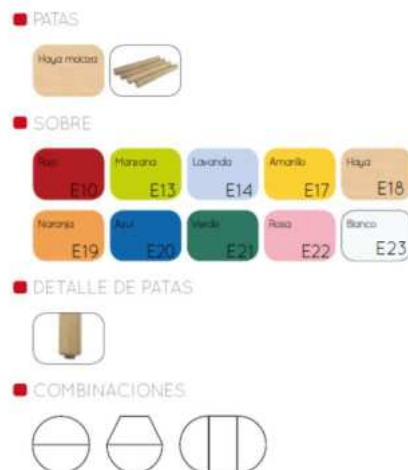 PATAS
Haya maciza
SOBRE
Rojo Manzana Lavanda Amarillo Haya
E10 E13 E14 E17 E18
Naranja Azul Verde Rosa Blanco
E19 E20 E21 E22 E23
DETALLE DE PATAS
COMBINACIONES